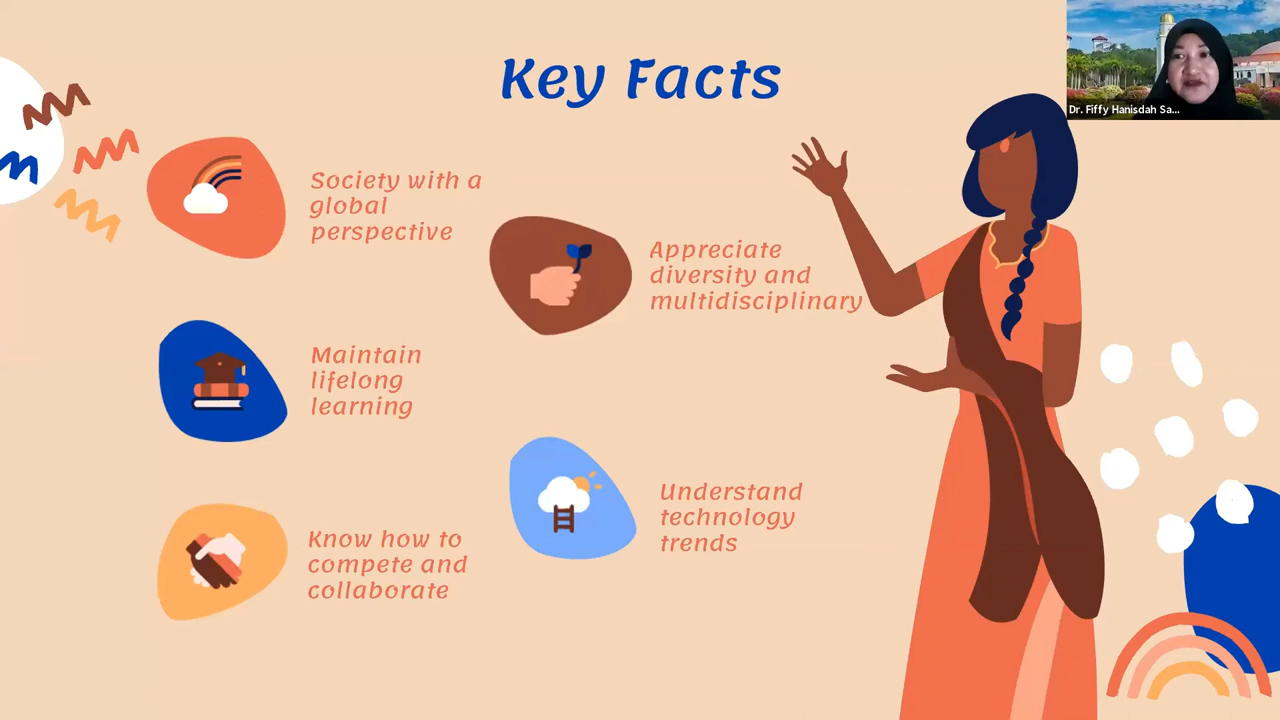 Key Facts
Dr. Fiffy Hanisdah Sa...
Society with a
global
perspective
Appreciate
diversity and
multidisciplinary
Maintain
lifelong
learning
Understand
technology
trends
Know how to
compete and
collaborate